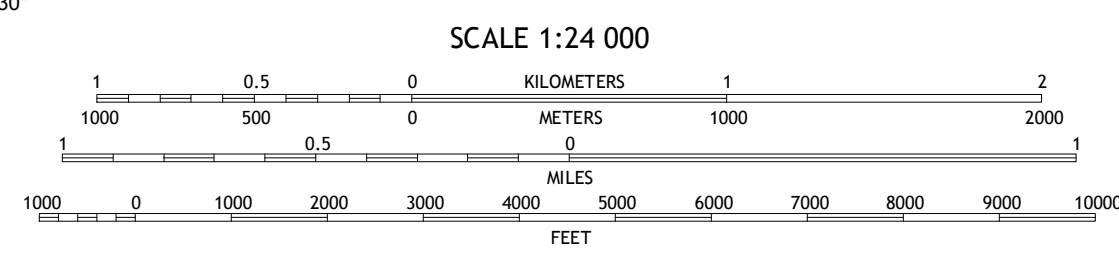 30"
SCALE 1:24 000
1 0.5 0 KILOMETERS 1 2
1000 500 0 METERS 1000 2000
1 0.5 0 1
MILES
1000 0 1000 2000 3000 4000 5000 6000 7000 8000 9000 10000
FEET